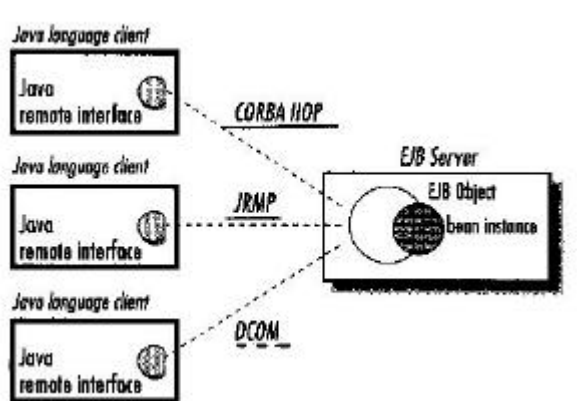 Java language client
Java
remote interface
CORBA IIOP
Java language client
Java
remote interface
JRMP
EJB Server
EJB Object
bean instance
Java language client
Java
remote interface
DCOM